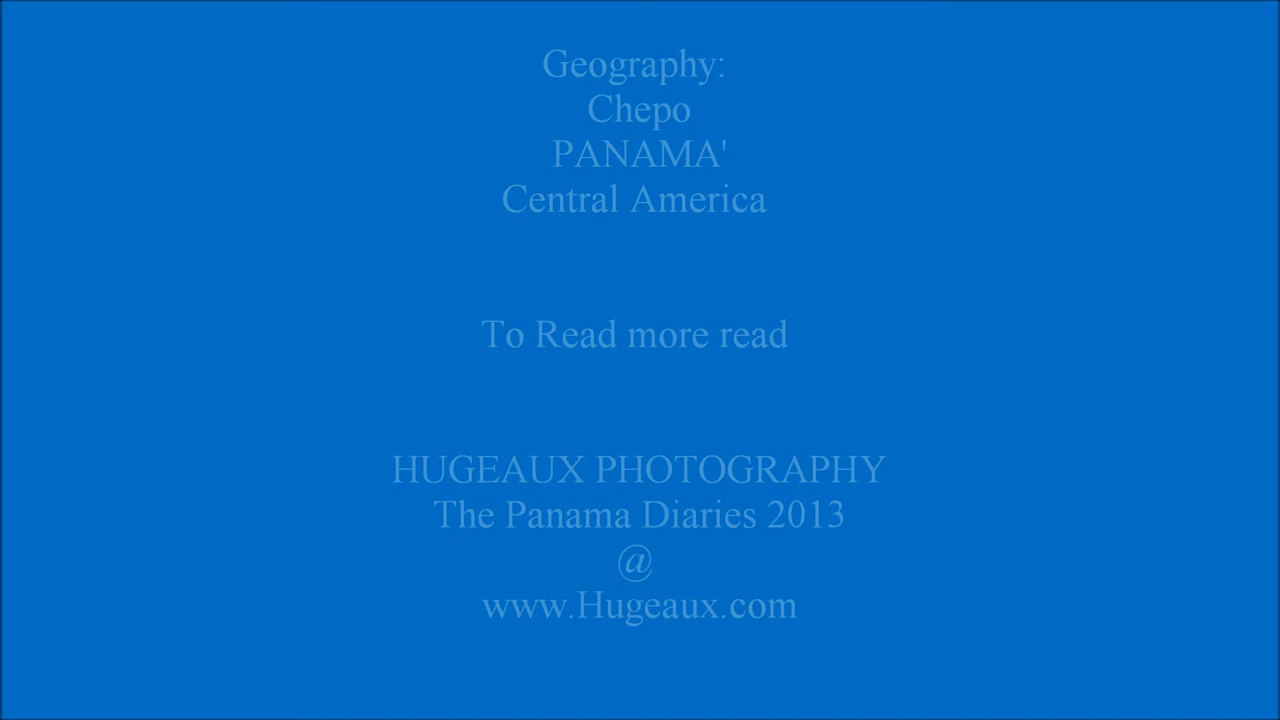 Geography:
Chepo
PANAMA'
Central America
To Read more read
HUGEAUX PHOTOGRAPHY
The Panama Diaries 2013
@
www.Hugeaux.com